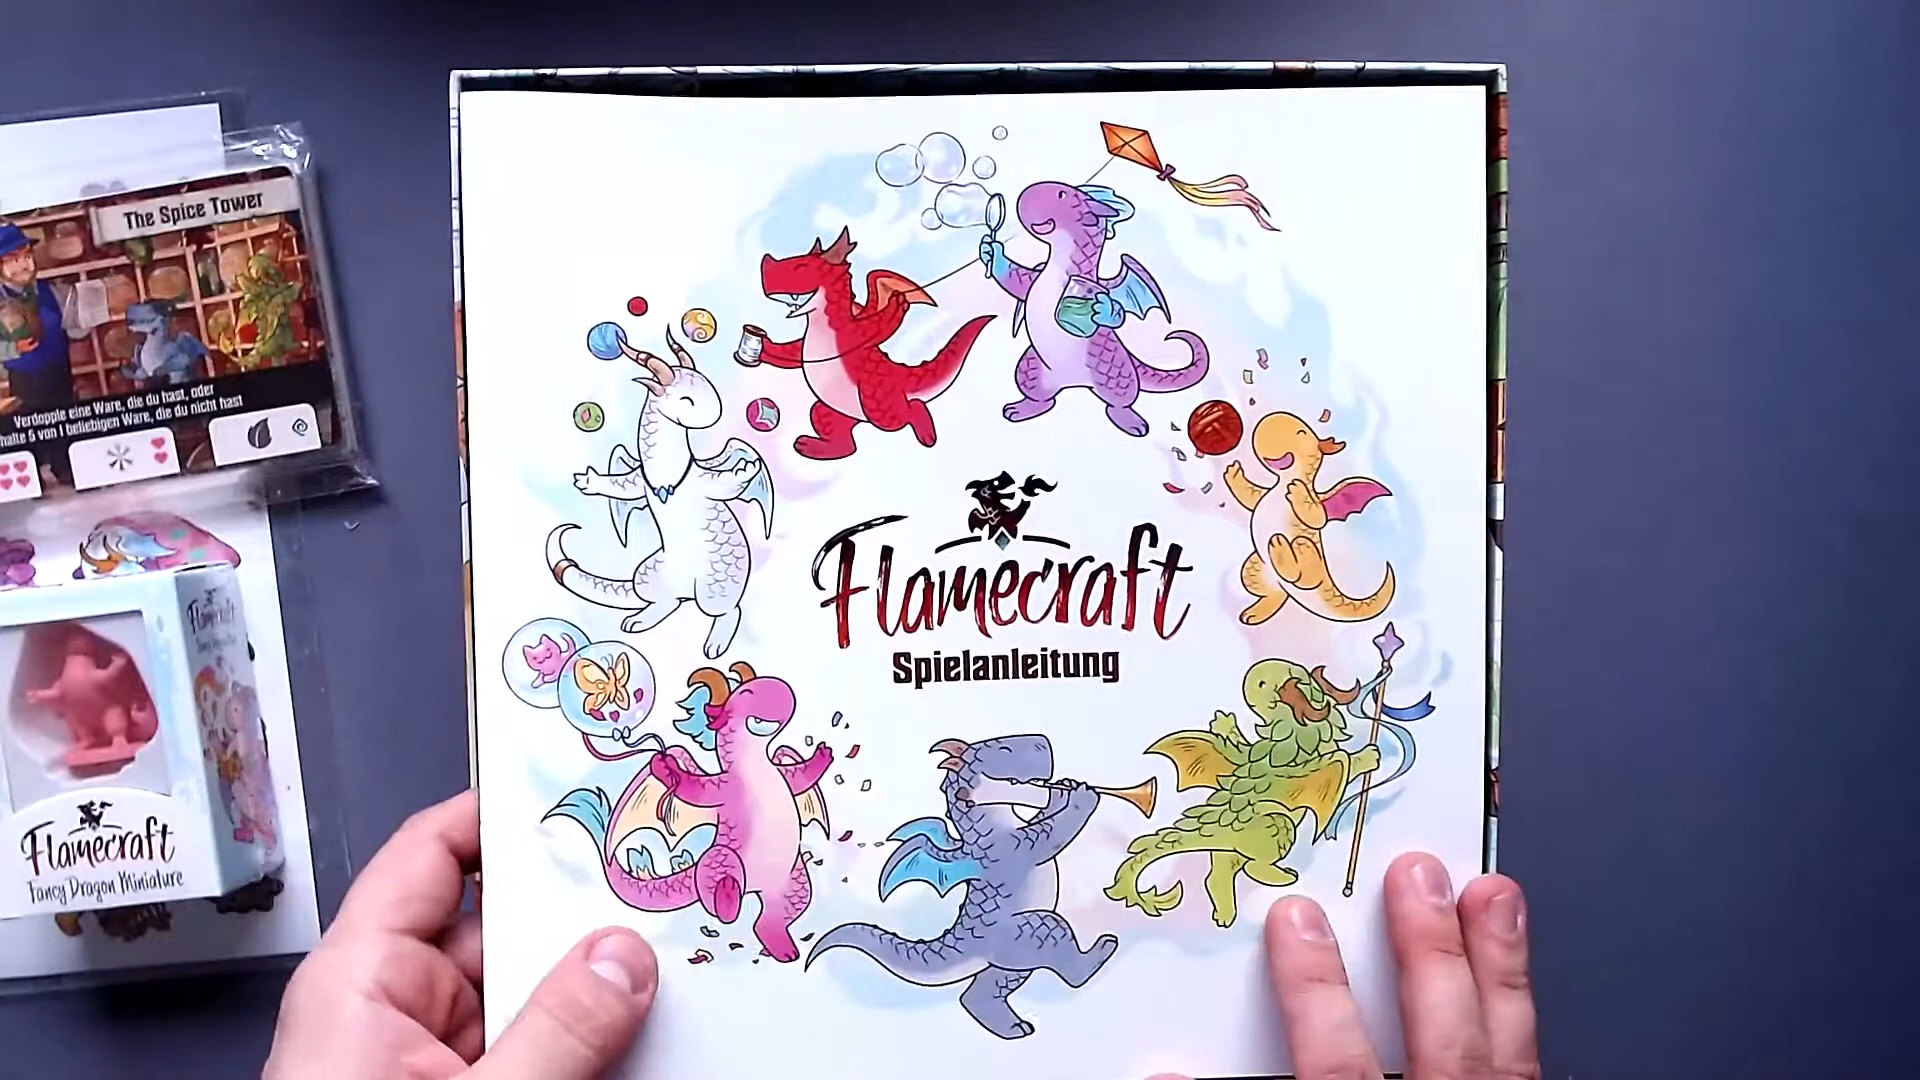 The Spice Tower
Verdopple eine Ware, die du hast, oder
halte 5 von 1 beliebigen Ware, die du nicht hast
Flamecraft
Spielanleitung
Flamecraft
Flamecraft
Fancy Dragon Miniature